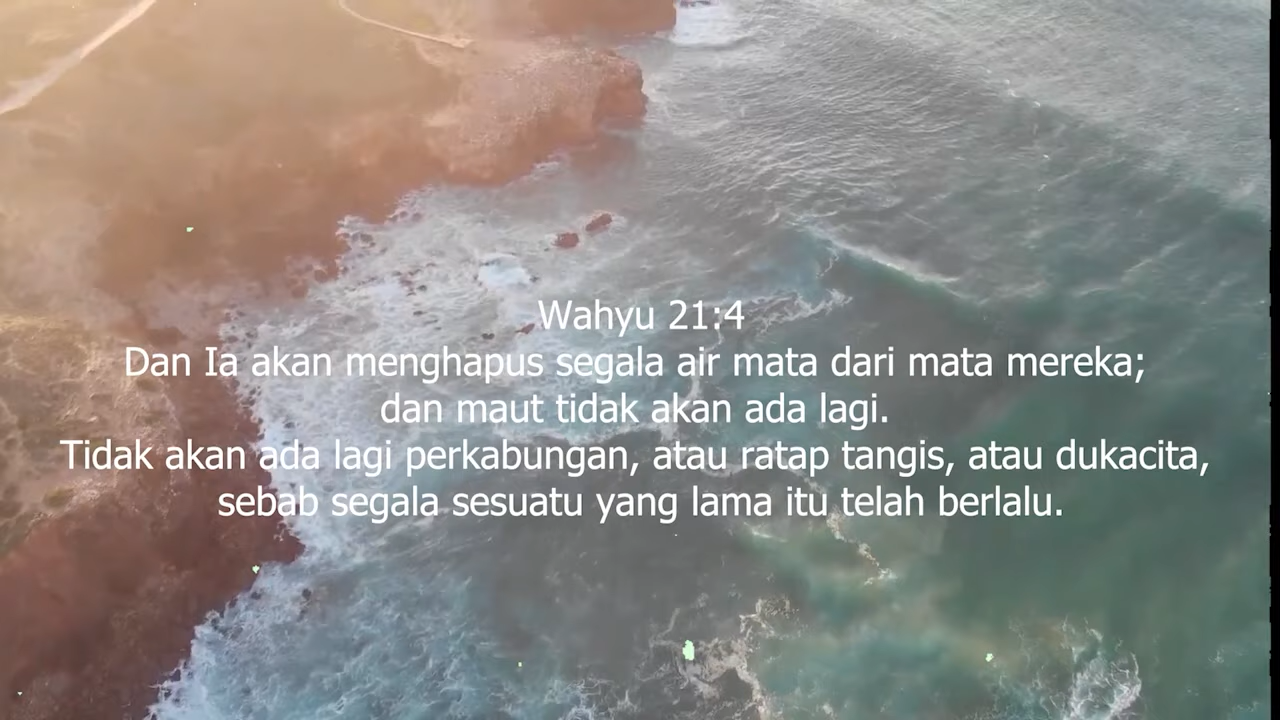 Wahyu 21:4
Dan Ia akan menghapus segala air mata dari mata mereka;
dan maut tidak akan ada lagi.
Tidak akan ada lagi perkabungan, atau ratap tangis, atau dukacita,
sebab segala sesuatu yang lama itu telah berlalu.